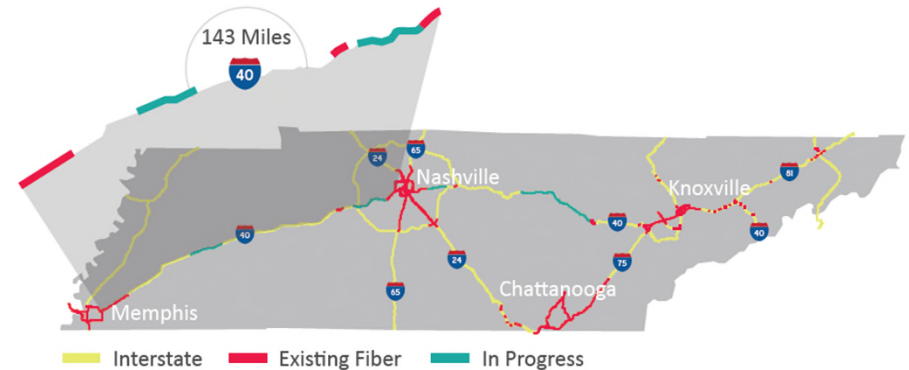 143 Miles
40
24
65
Nashville
81
Knoxville
40
40
40
24
75
65
Chattanooga
Memphis
Interstate
Existing Fiber
In Progress